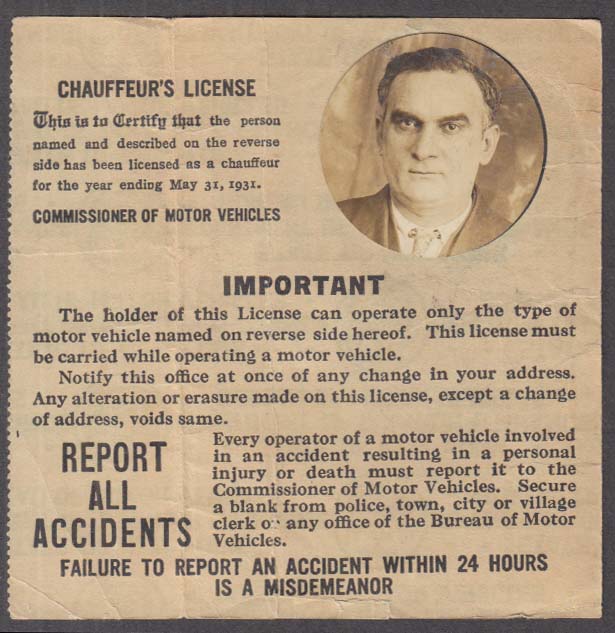 CHAUFFEUR'S LICENSE
This is to Certify that the person
named and described on the reverse
side has been licensed as a chauffeur
for the year ending May 31, 1931.
COMMISSIONER OF MOTOR VEHICLES
IMPORTANT
The holder of this License can operate only the type of
motor vehicle named on reverse side hereof. This license must
be carried while operating a motor vehicle.
Notify this office at once of any change in your address.
Any alteration or erasure made on this license, except a change
of address, voids same.
REPORT
ALL
ACCIDENTS
Every operator of a motor vehicle involved
in an accident resulting in a personal
injury or death must report it to the
Commissioner of Motor Vehicles. Secure
a blank from police, town, city or village
clerk or any office of the Bureau of Motor
Vehicles.
FAILURE TO REPORT AN ACCIDENT WITHIN 24 HOURS
IS A MISDEMEANOR